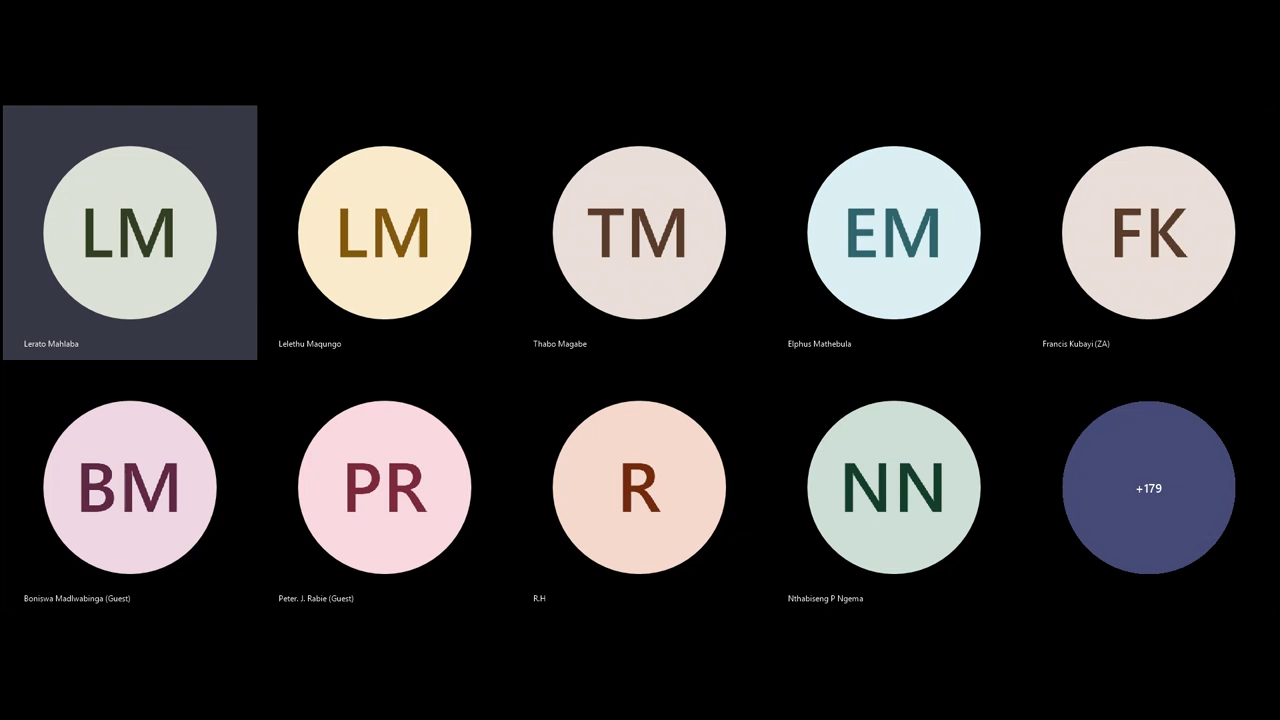 LM
LM
TM
EM
FK
Lerato Mahlaba
Lelethu Maqungo
Thabo Magabe
Elphus Mathebula
Francis Kubayi (ZA)
BM
PR
R
NN
+179
Boniswa Madlwabinga (Guest)
Peter. J. Rabie (Guest)
R.H
Nthabiseng P Ngema